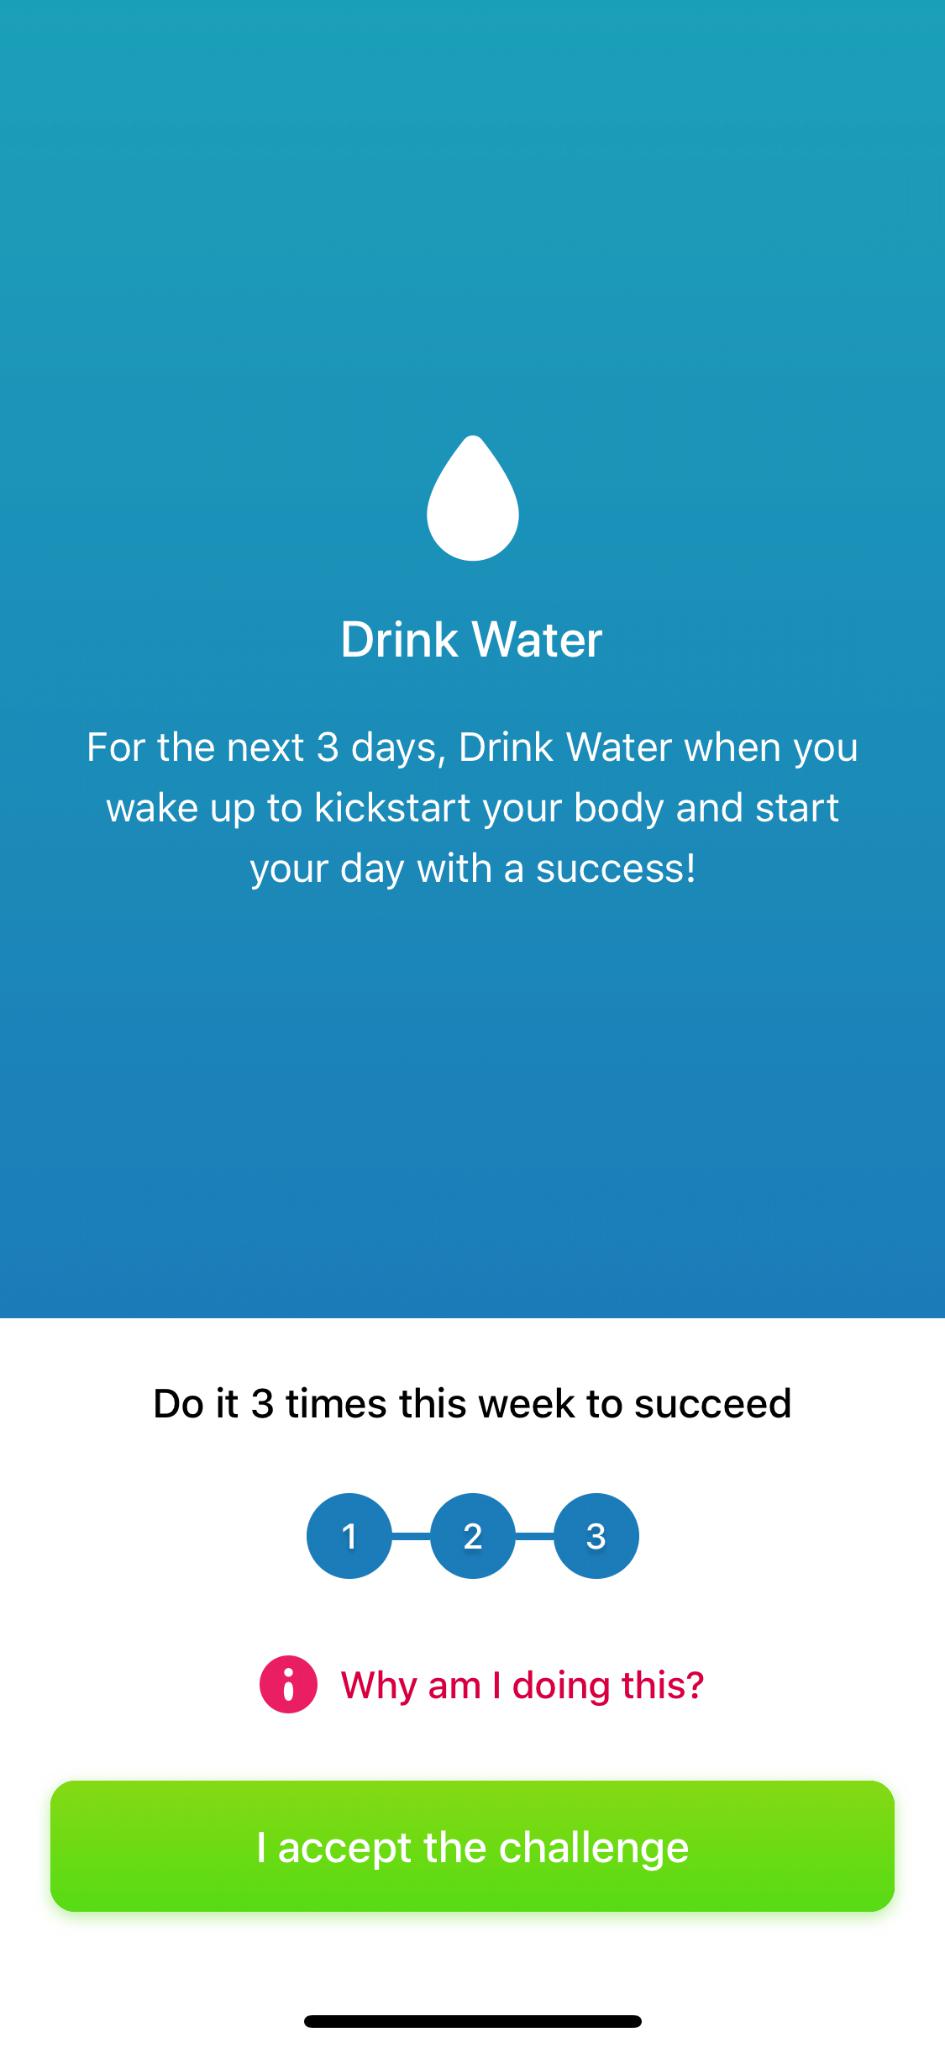 Drink Water
For the next 3 days, Drink Water when you
wake up to kickstart your body and start
your day with a success!
Do it 3 times this week to succeed
1 2 3
Why am I doing this?
I accept the challenge